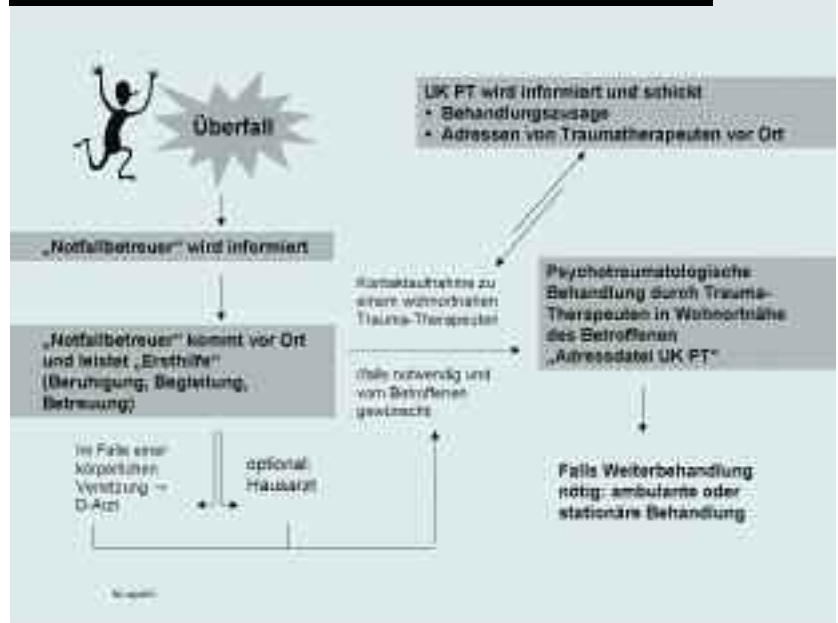 Überfall
„Notfallbetreuer“ wird informiert
„Notfallbetreuer“ kommt vor Ort
und leistet „Ersthilfe“
(Beruhigung, Begleitung,
Betreuung)
Im Falle einer
körperlichen
Verletzung →
D-Arzt
optional:
Hausarzt
UK PT wird informiert und schickt
• Behandlungszusage
• Adressen von Traumatherapeuten vor Ort
Kontaktaufnahme zu
einem wohnortnahen
Trauma-Therapeuten
(falls notwendig und
vom Betroffenen
gewünscht
Psychotraumatologische
Behandlung durch Trauma-
Therapeuten in Wohnortnähe
des Betroffenen
„Adressdatei UK PT“
Falls Weiterbehandlung
nötig: ambulante oder
stationäre Behandlung